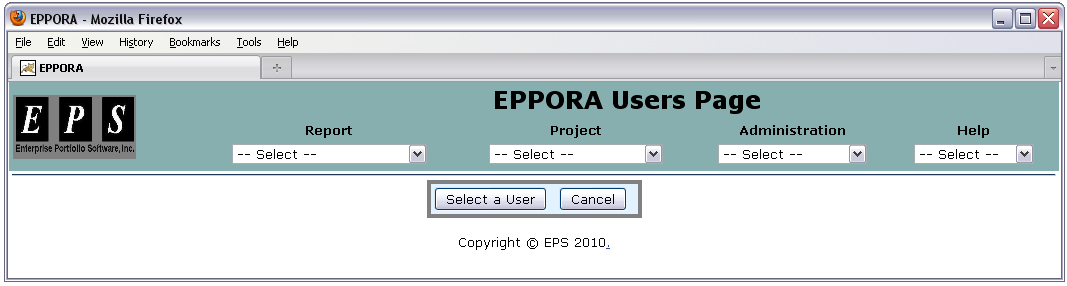 EPPORA - Mozilla Firefox
File Edit View History Bookmarks Tools Help
EPPORA
EPPORA Users Page
EPS
Enterprise Portfolio Software, Inc.
Report Project Administration Help
-- Select -- -- Select -- -- Select -- -- Select --
Select a User Cancel
Copyright © EPS 2010.